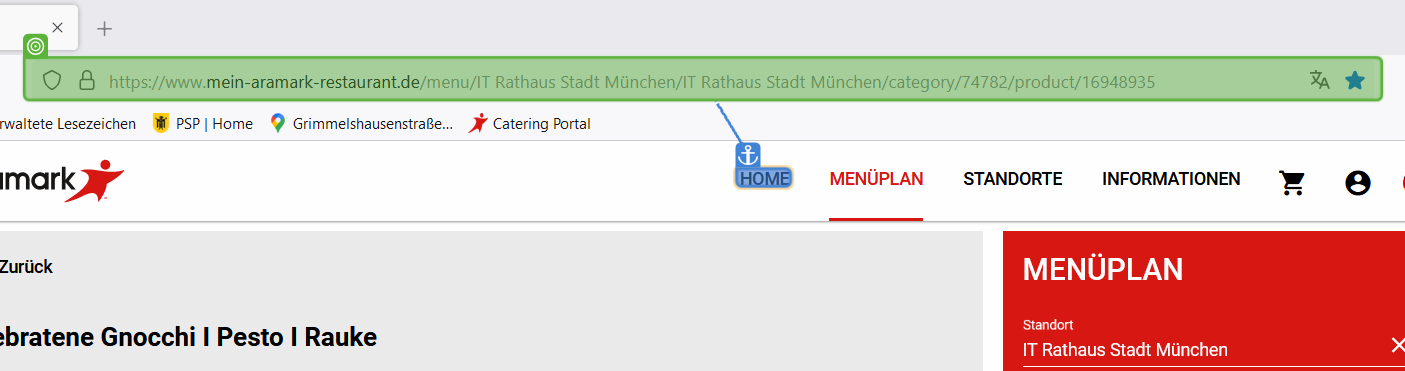 https://www.mein-aramark-restaurant.de/menu/IT Rathaus Stadt München/IT Rathaus Stadt München/category/74782/product/16948935
rwaltete Lesezeichen PSP | Home Grimmelshausenstraße... Catering Portal
amark HOME MENÜPLAN STANDORTE INFORMATIONEN
Zurück
MENÜPLAN
ebratene Gnocchi I Pesto I Rauke
Standort
IT Rathaus Stadt München